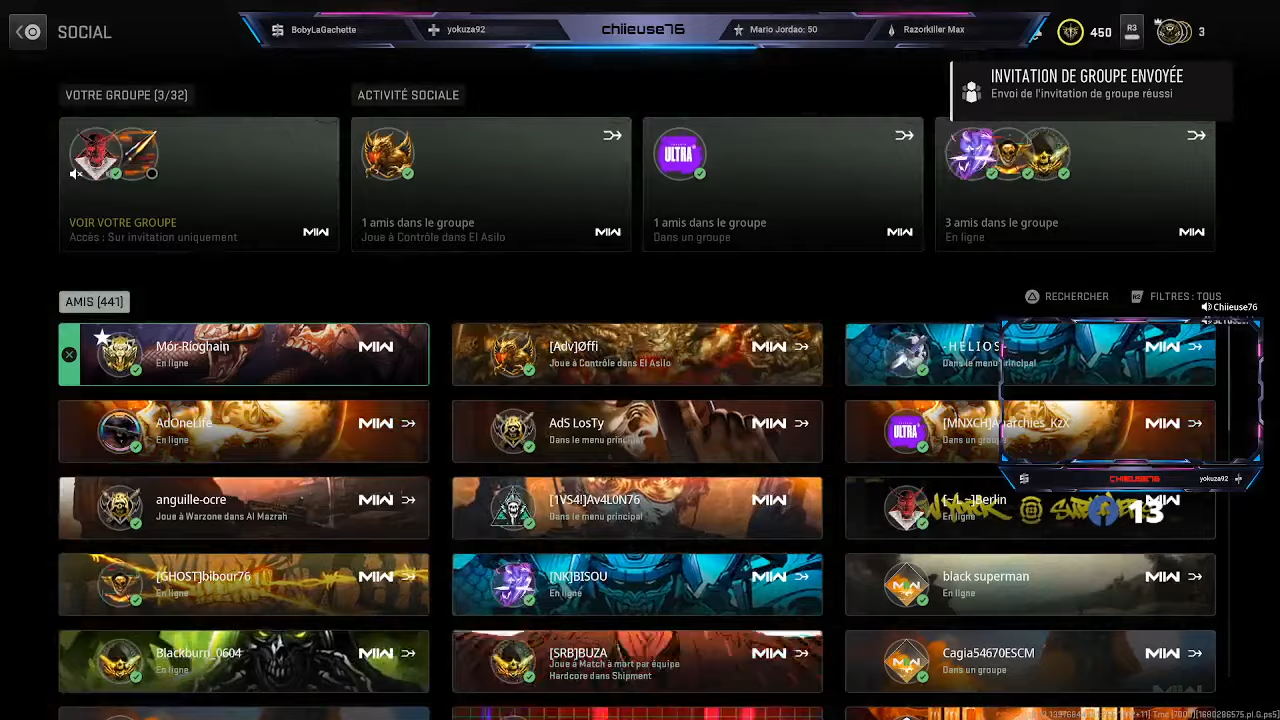 SOCIAL
BobyLaGachette
yokuza92
chiieuse76
Mario Jordao: 50
Razorkiller Max
450
R3
3
INVITATION DE GROUPE ENVOYÉE
Envoi de l'invitation de groupe réussi
VOTRE GROUPE (3/32)
ACTIVITÉ SOCIALE
VOIR VOTRE GROUPE
Accès : Sur invitation uniquement
MW
1 amis dans le groupe
Joue à Contrôle dans El Asilo
MW
ULTRA
1 amis dans le groupe
Dans un groupe
MW
3 amis dans le groupe
En ligne
MW
AMIS (441)
RECHERCHER
FILTRES : TOUS
Chiieuse76
Mór-Ríoghain
En ligne
MW
[Adv]Øffi
Joue à Contrôle dans El Asilo
MW
-HELIOS-
Dans le menu principal
MW
AdOneLife
En ligne
MW
AdS LosTy
Dans le menu principal
MW
ULTRA
Dans un groupe
MW
CHIIEUSE76
yokuza92
anguille-ocre
Joue à Warzone dans Al Mazrah
MW
[1VS4!]Av4L0N76
Dans le menu principal
MW
[~/..~]Berlin
En ligne
MW
13
[GHOST]bibour76
En ligne
MW
[NK]BISOU
En ligne
MW
black superman
En ligne
MW
Blackburn_0604
En ligne
MW
[SRB]BUZA
Joue à Match à mort par équipe
Hardcore dans Shipment
MW
Cagia54670ESCM
Dans un groupe
MW